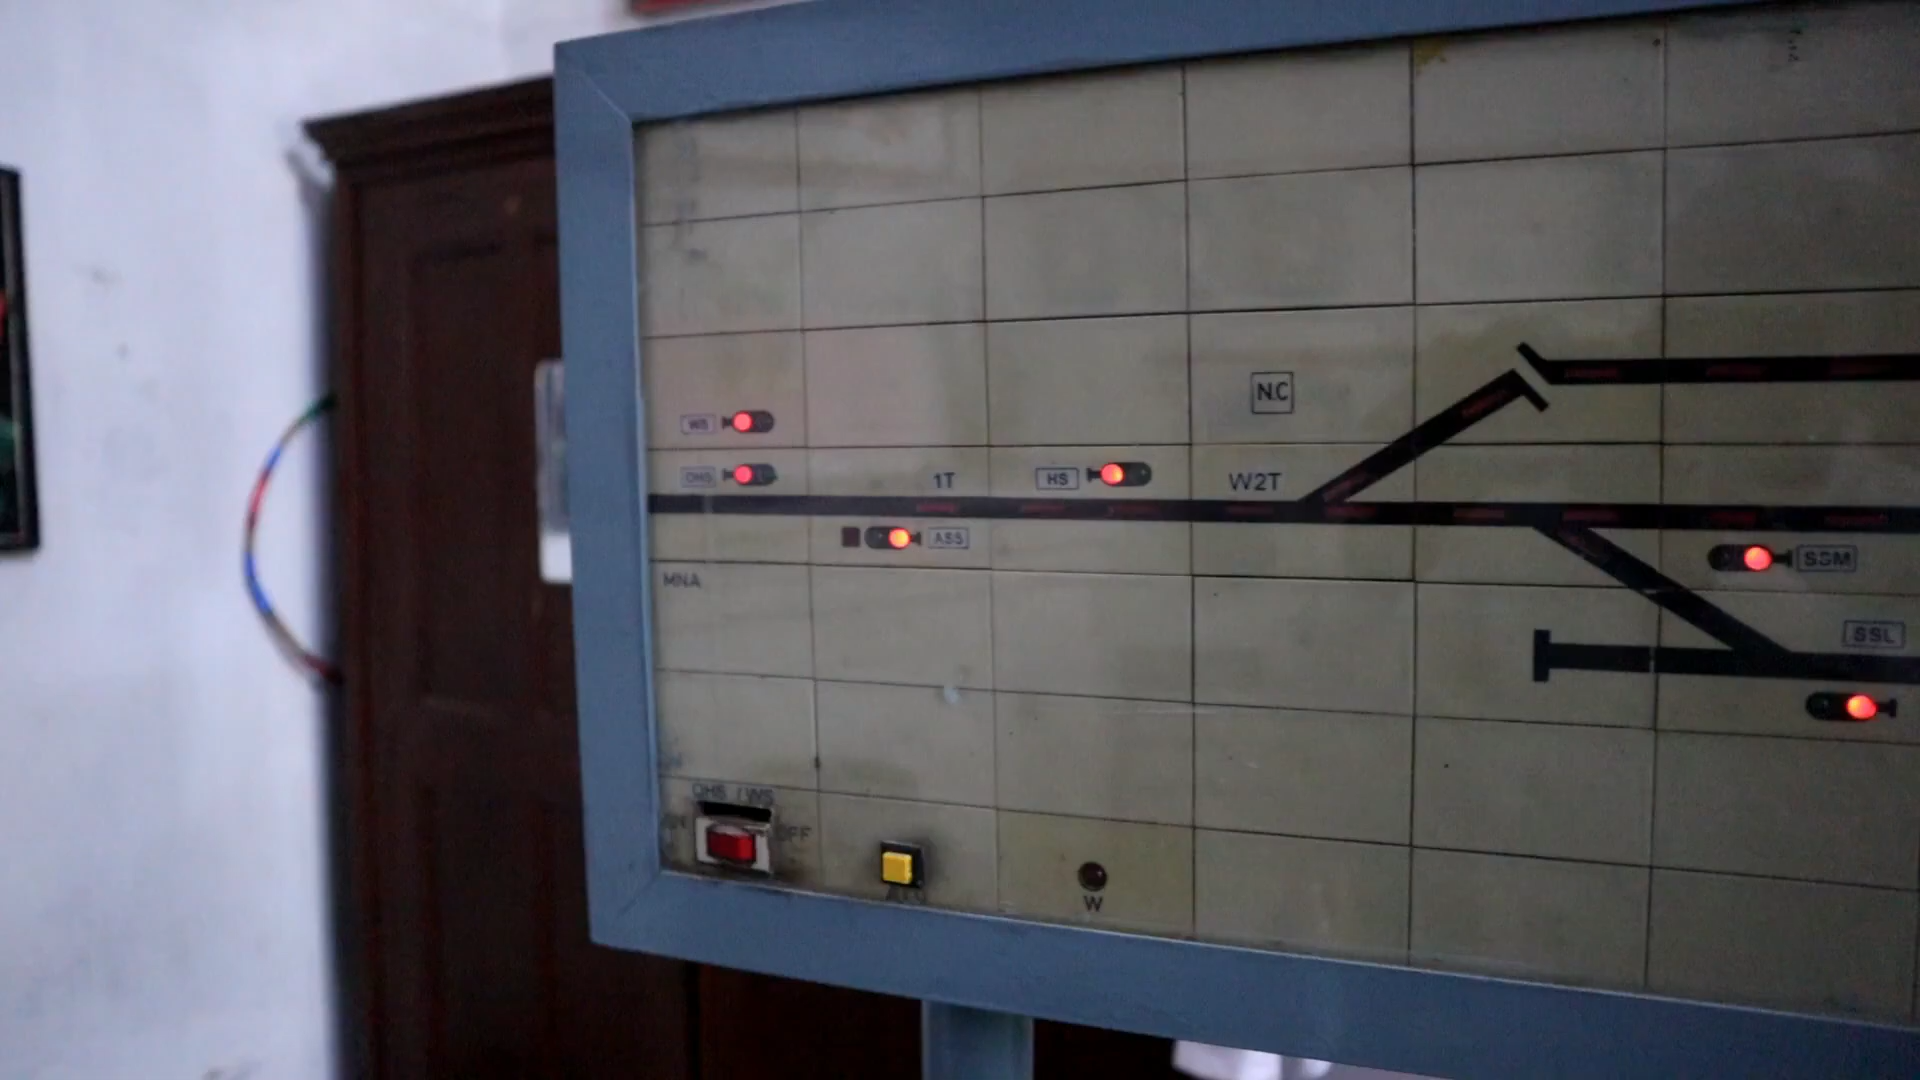 N.C
WS
OHS
1T
HS
W2T
ASS
SSM
MNA
SSL
OHS / WS
OFF
W